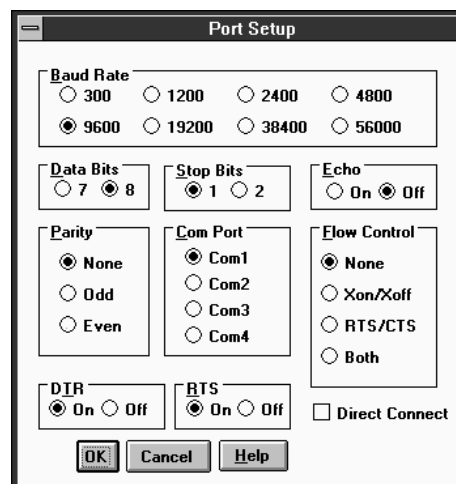 Port Setup
Baud Rate
300 1200 2400 4800
9600 19200 38400 56000
Data Bits Stop Bits Echo
7 8 1 2 On Off
Parity Com Port Flow Control
None Com1 None
Odd Com2 Xon/Xoff
Even Com3 RTS/CTS
Com4 Both
DTR RTS
On Off On Off Direct Connect
OK Cancel Help